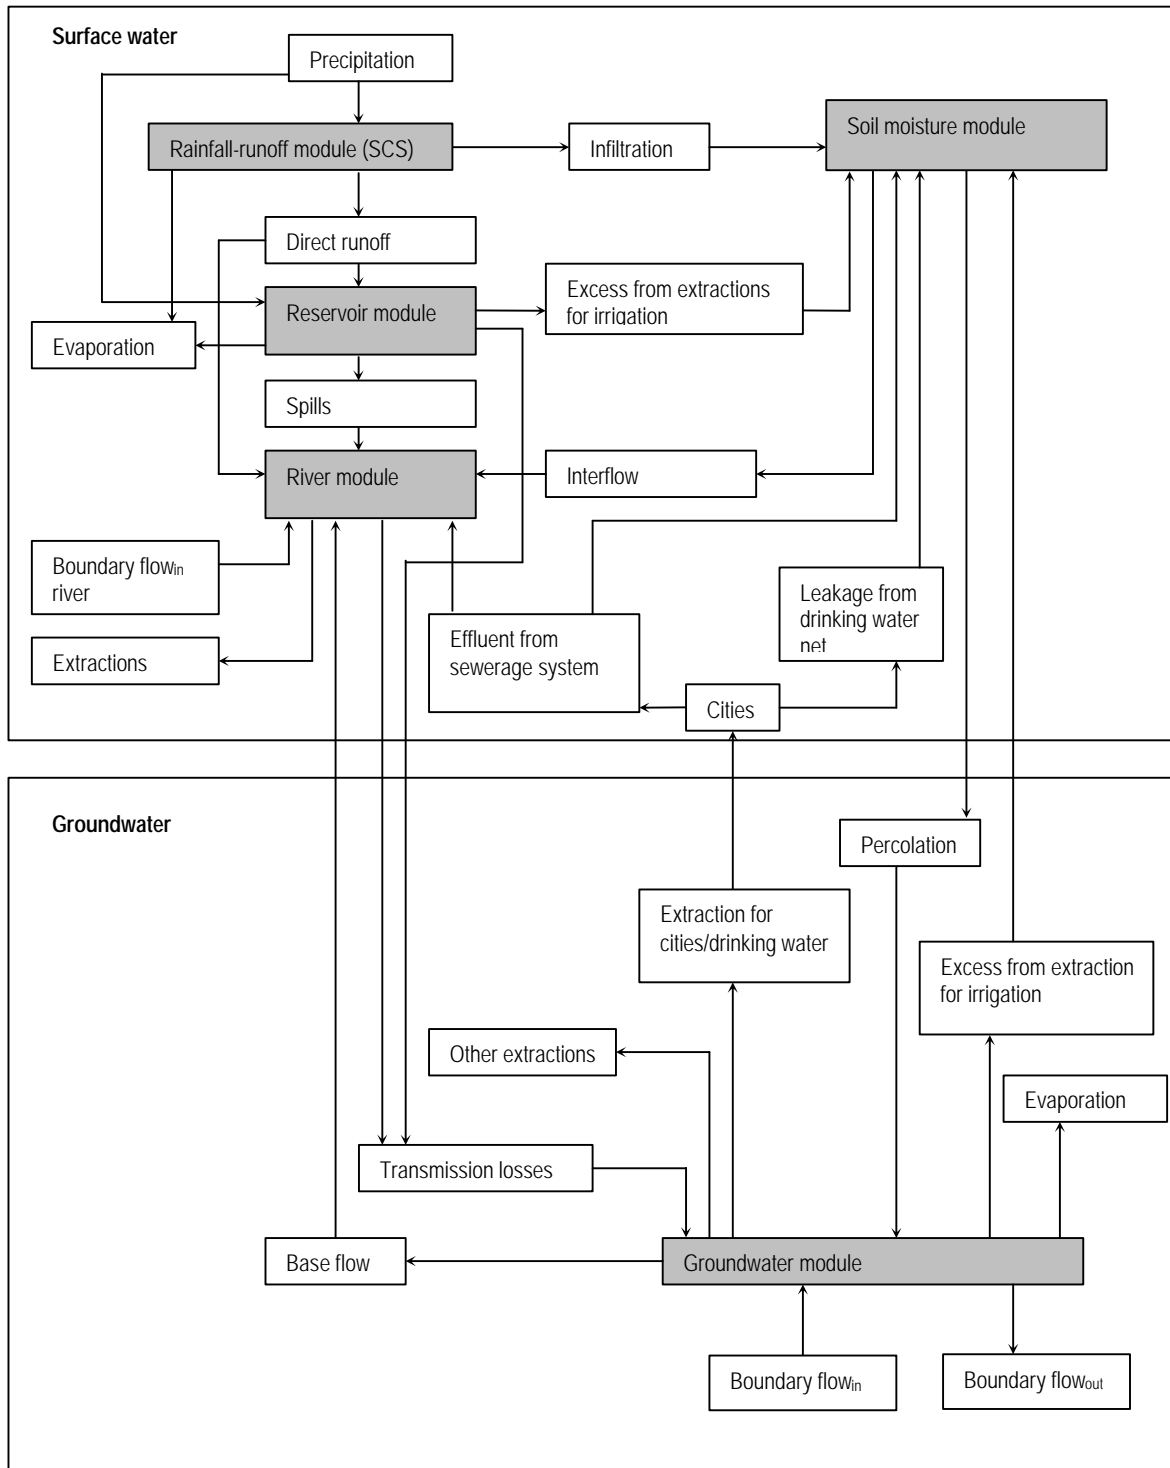 Surface water
Precipitation
Rainfall-runoff module (SCS)
Infiltration
Soil moisture module
Direct runoff
Reservoir module
Excess from extractions
for irrigation
Evaporation
Spills
River module
Interflow
Boundary flowin
river
Extractions
Effluent from
sewerage system
Leakage from
drinking water
net
Cities
Groundwater
Percolation
Extraction for
cities/drinking water
Excess from extraction
for irrigation
Other extractions
Evaporation
Transmission losses
Base flow
Groundwater module
Boundary flowin
Boundary flowout